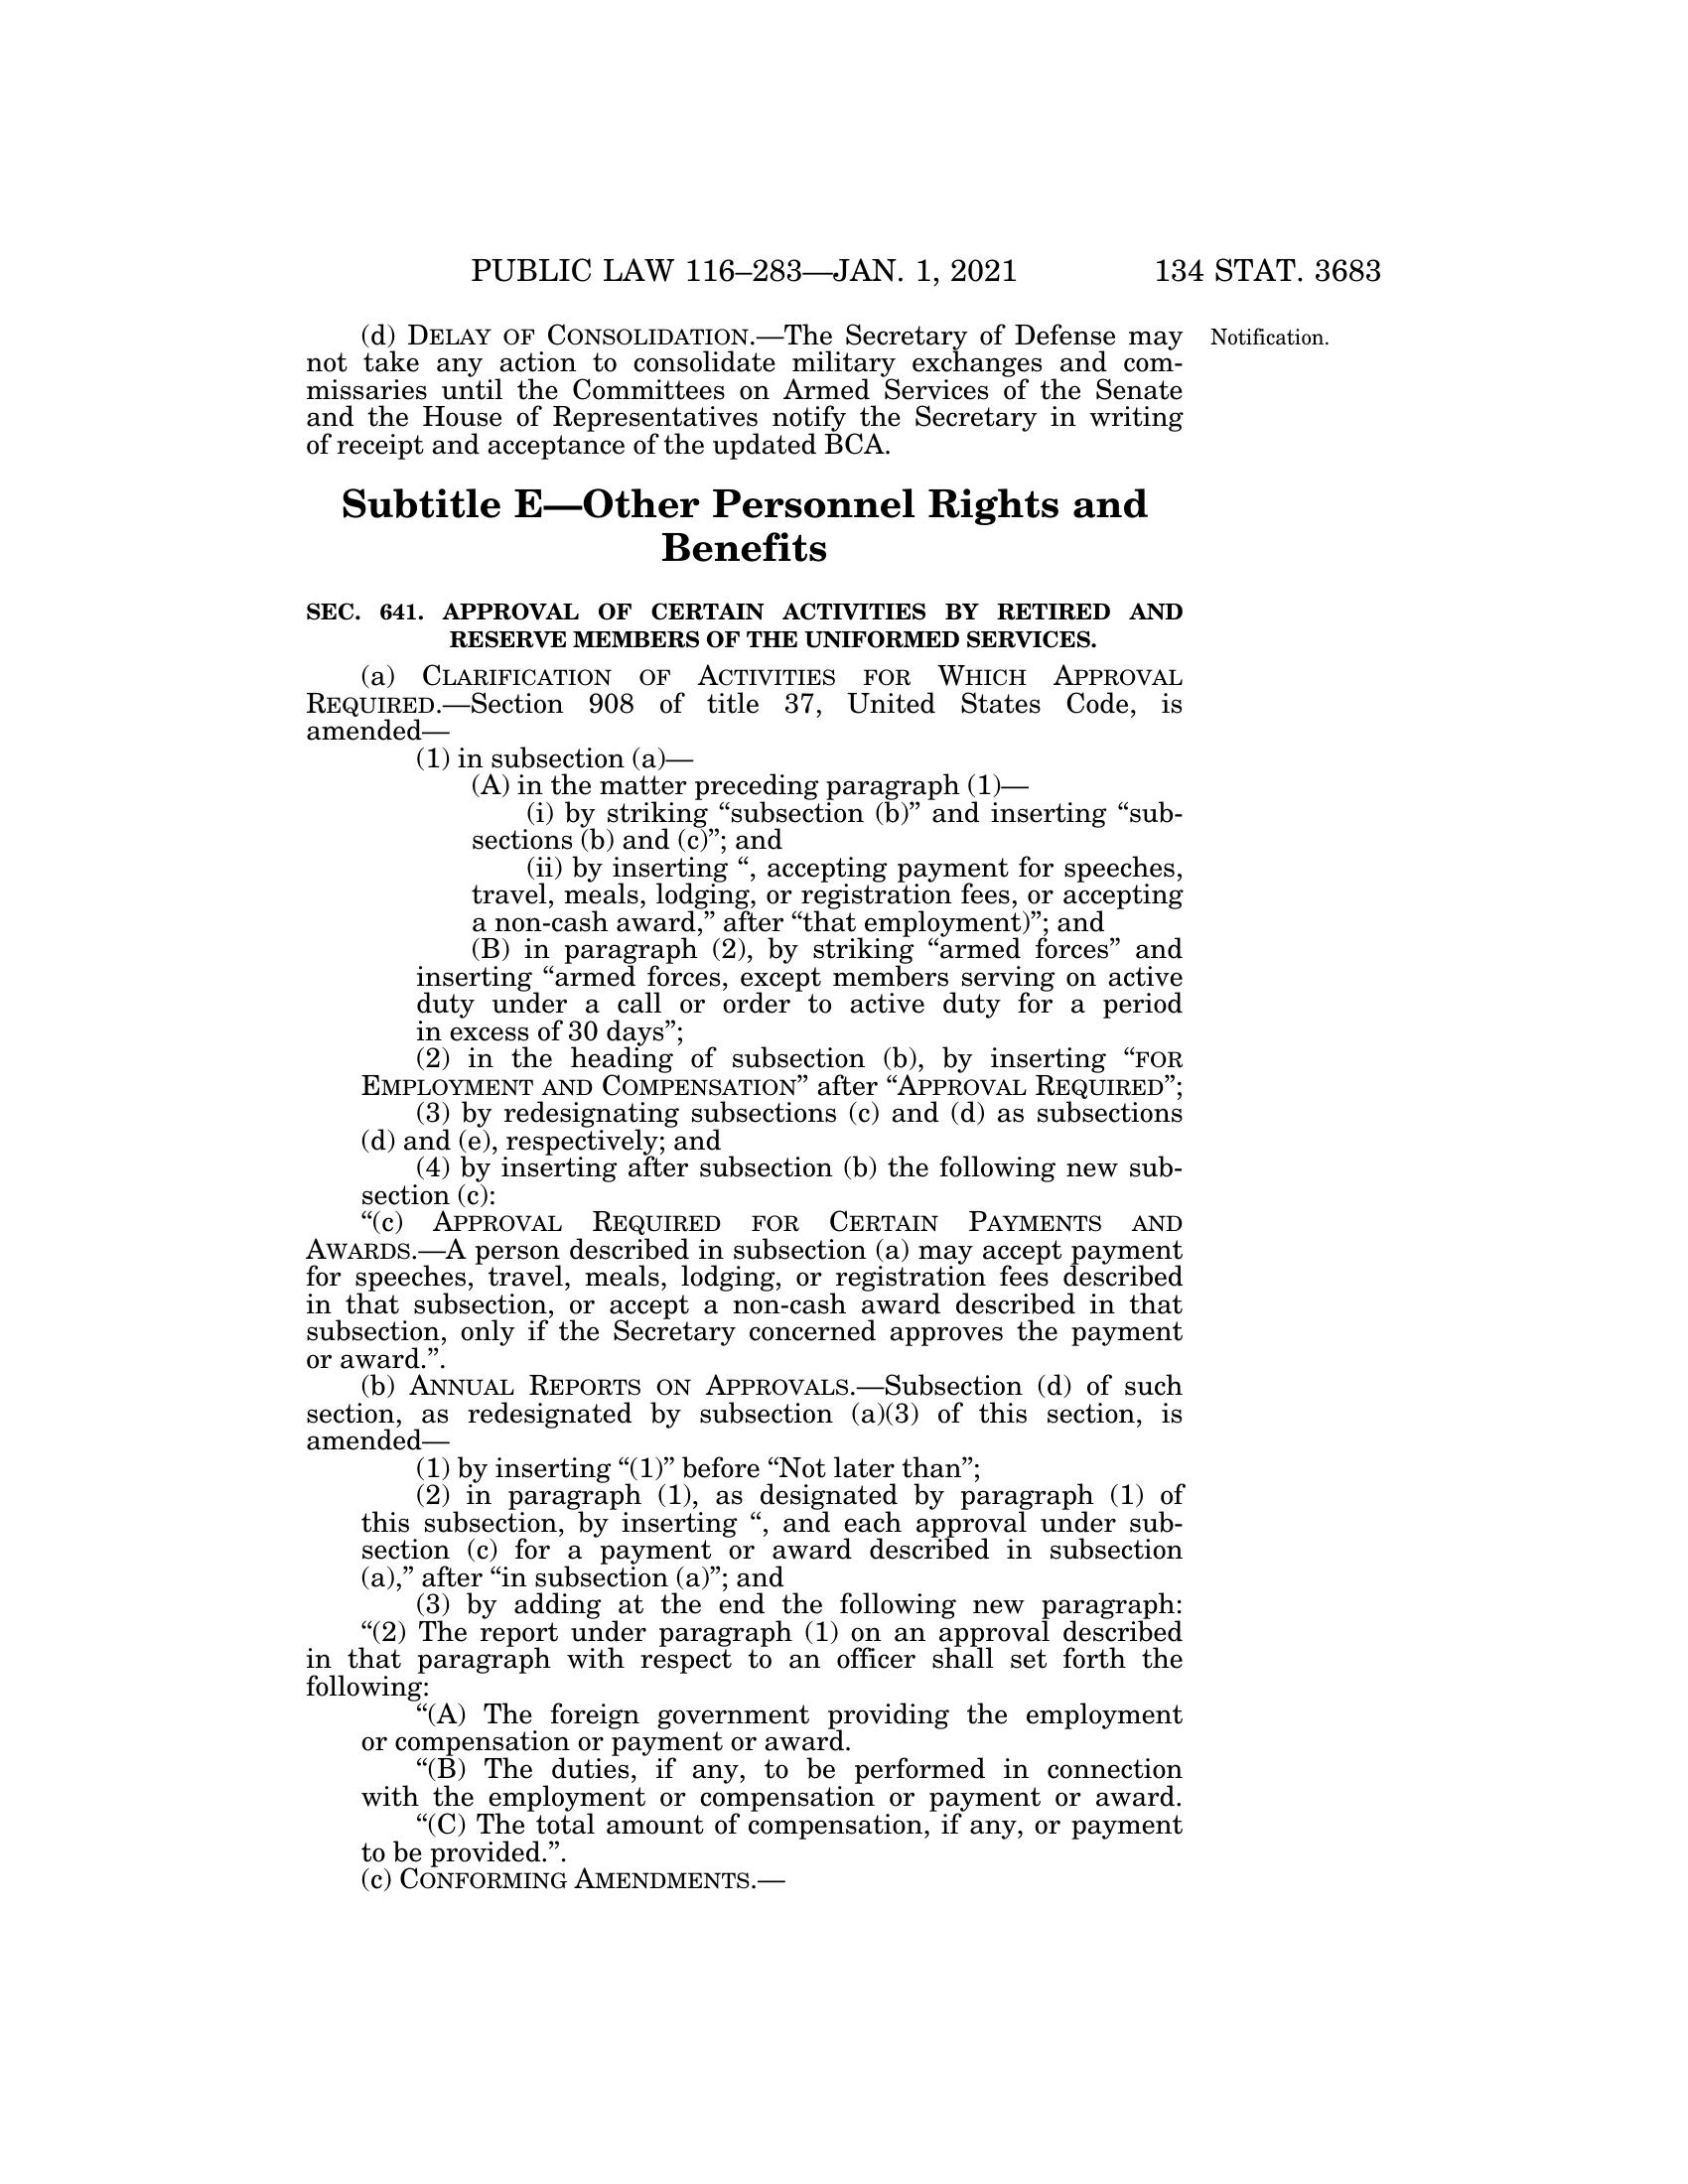 PUBLIC LAW 116–283—JAN. 1, 2021 134 STAT. 3683
(d) DELAY OF CONSOLIDATION.—The Secretary of Defense may Notification.
not take any action to consolidate military exchanges and com-
missaries until the Committees on Armed Services of the Senate
and the House of Representatives notify the Secretary in writing
of receipt and acceptance of the updated BCA.
Subtitle E—Other Personnel Rights and
Benefits
SEC. 641. APPROVAL OF CERTAIN ACTIVITIES BY RETIRED AND
RESERVE MEMBERS OF THE UNIFORMED SERVICES.
(a) CLARIFICATION OF ACTIVITIES FOR WHICH APPROVAL
REQUIRED.—Section 908 of title 37, United States Code, is
amended—
(1) in subsection (a)—
(A) in the matter preceding paragraph (1)—
(i) by striking “subsection (b)” and inserting “sub-
sections (b) and (c)”; and
(ii) by inserting “, accepting payment for speeches,
travel, meals, lodging, or registration fees, or accepting
a non-cash award,” after “that employment)”; and
(B) in paragraph (2), by striking “armed forces” and
inserting “armed forces, except members serving on active
duty under a call or order to active duty for a period
in excess of 30 days”;
(2) in the heading of subsection (b), by inserting “FOR
EMPLOYMENT AND COMPENSATION” after “APPROVAL REQUIRED”;
(3) by redesignating subsections (c) and (d) as subsections
(d) and (e), respectively; and
(4) by inserting after subsection (b) the following new sub-
section (c):
“(c) APPROVAL REQUIRED FOR CERTAIN PAYMENTS AND
AWARDS.—A person described in subsection (a) may accept payment
for speeches, travel, meals, lodging, or registration fees described
in that subsection, or accept a non-cash award described in that
subsection, only if the Secretary concerned approves the payment
or award.”.
(b) ANNUAL REPORTS ON APPROVALS.—Subsection (d) of such
section, as redesignated by subsection (a)(3) of this section, is
amended—
(1) by inserting “(1)” before “Not later than”;
(2) in paragraph (1), as designated by paragraph (1) of
this subsection, by inserting “, and each approval under sub-
section (c) for a payment or award described in subsection
(a),” after “in subsection (a)”; and
(3) by adding at the end the following new paragraph:
“(2) The report under paragraph (1) on an approval described
in that paragraph with respect to an officer shall set forth the
following:
“(A) The foreign government providing the employment
or compensation or payment or award.
“(B) The duties, if any, to be performed in connection
with the employment or compensation or payment or award.
“(C) The total amount of compensation, if any, or payment
to be provided.”.
(c) CONFORMING AMENDMENTS.—